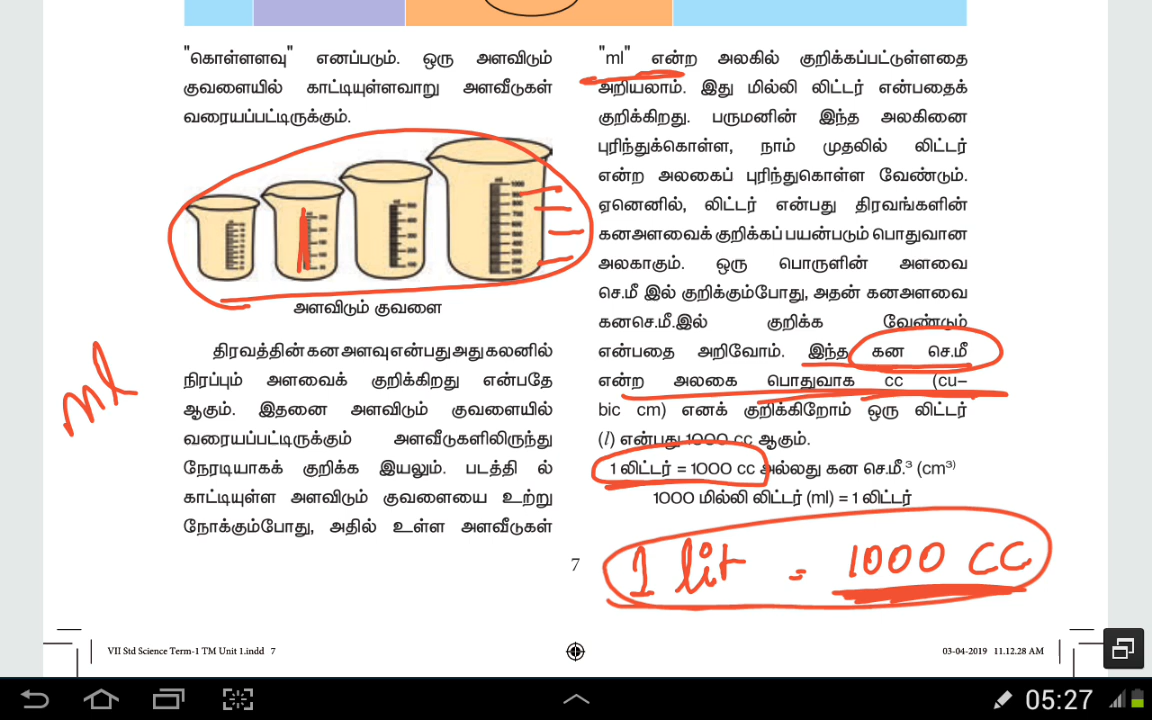 "கொள்ளளவு" எனப்படும். ஒரு அளவிடும்
குவளையில் காட்டியுள்ளவாறு அளவீடுகள்
வரையப்பட்டிருக்கும்.
அளவிடும் குவளை
திரவத்தின் கன அளவு என்பது அது கலனில்
நிரப்பும் அளவைக் குறிக்கிறது என்பதே
ஆகும். இதனை அளவிடும் குவளையில்
வரையப்பட்டிருக்கும் அளவீடுகளிலிருந்து
நேரடியாகக் குறிக்க இயலும். படத்தி ல்
காட்டியுள்ள அளவிடும் குவளையை உற்று
நோக்கும்போது, அதில் உள்ள அளவீடுகள்
ml
"ml" என்ற அலகில் குறிக்கப்பட்டுள்ளதை
அறியலாம். இது மில்லி லிட்டர் என்பதைக்
குறிக்கிறது. பருமனின் இந்த அலகினை
புரிந்துக்கொள்ள, நாம் முதலில் லிட்டர்
என்ற அலகைப் புரிந்துகொள்ள வேண்டும்.
ஏனெனில், லிட்டர் என்பது திரவங்களின்
கனஅளவைக் குறிக்கப் பயன்படும் பொதுவான
அலகாகும். ஒரு பொருளின் அளவை
செ.மீ இல் குறிக்கும்போது, அதன் கனஅளவை
கனசெ.மீ.இல் குறிக்க வேண்டும்
என்பதை அறிவோம். இந்த கன செ.மீ
என்ற அலகை பொதுவாக cc (cu–
bic cm) எனக் குறிக்கிறோம் ஒரு லிட்டர்
(l) என்பது 1000 cc ஆகும்.
1 லிட்டர் = 1000 cc அல்லது கன செ.மீ.³ (cm³)
1000 மில்லி லிட்டர் (ml) = 1 லிட்டர்
1 lit = 1000 CC
7
VII Std Science Term-1 TM Unit 1.indd 7
03-04-2019 11.12.28 AM
05:27